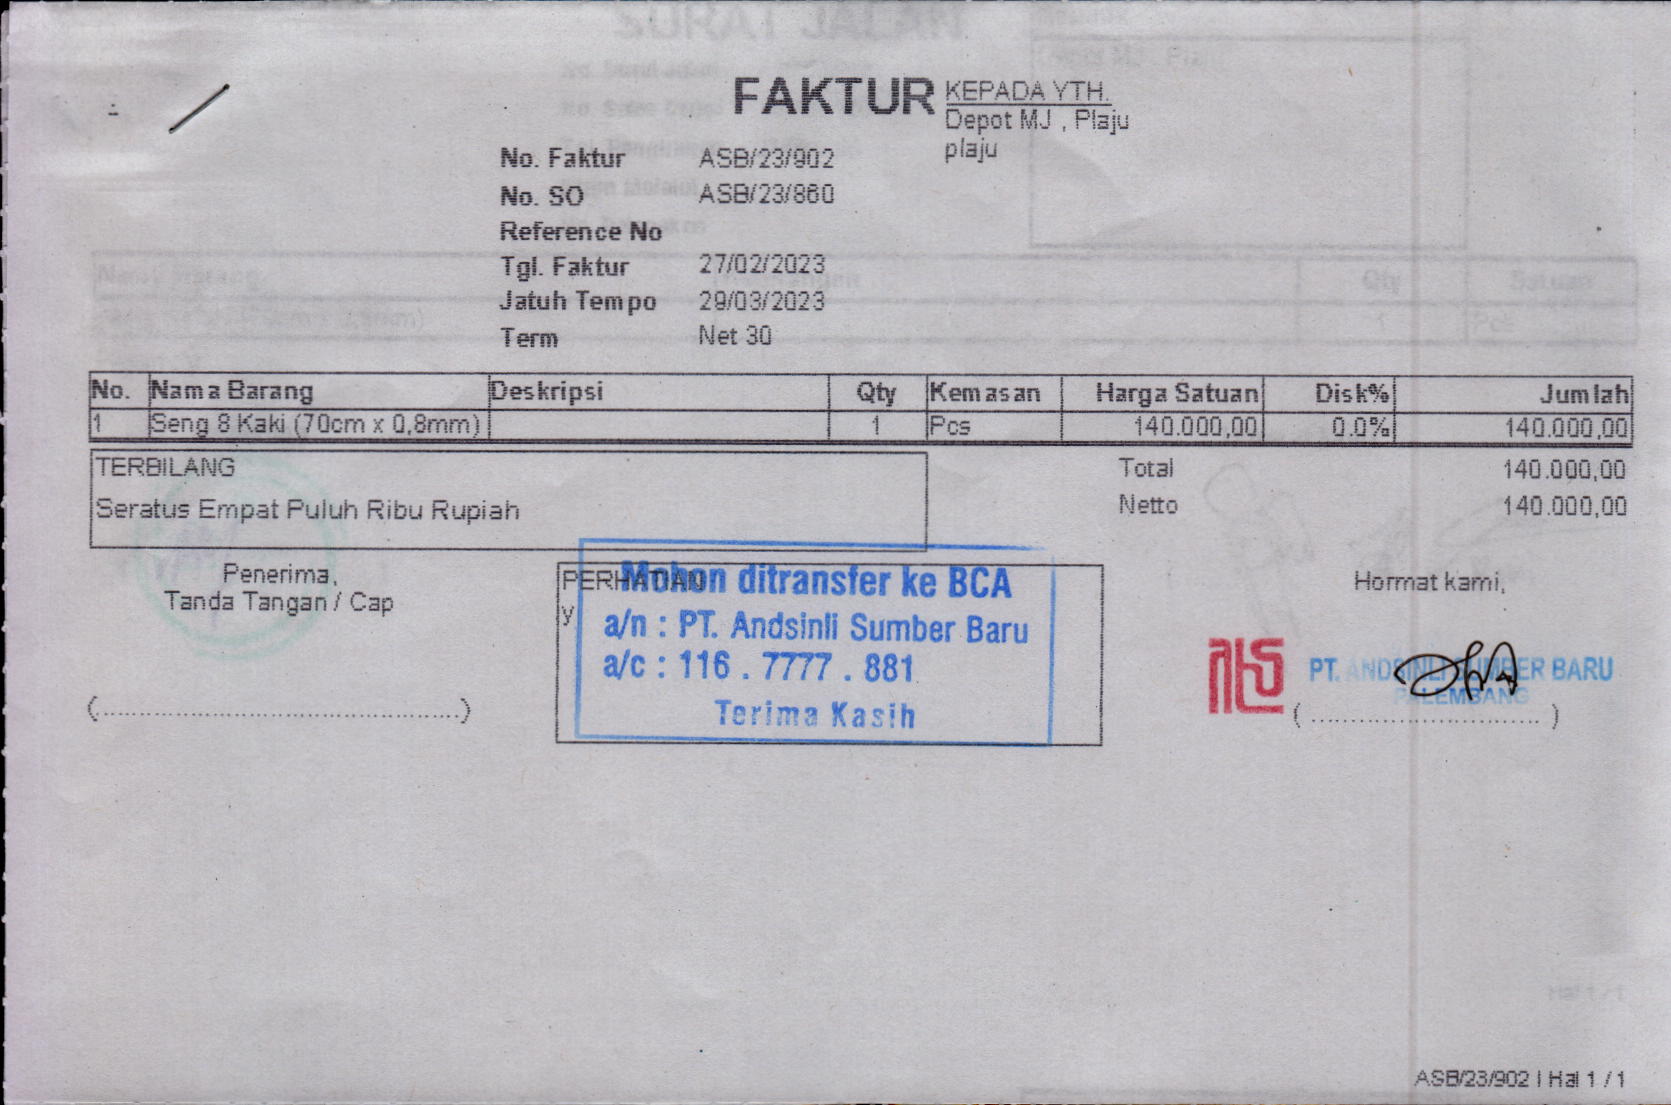 FAKTUR
KEPADA YTH.
Depot MJ , Plaju
plaju
No. Faktur ASB/23/902
No. SO ASB/23/860
Reference No
Tgl. Faktur 27/02/2023
Jatuh Tempo 29/03/2023
Term Net 30
No. Nama Barang Deskripsi Qty Kemasan Harga Satuan Disk% Jumlah
1 Seng 8 Kaki (70cm x 0,8mm) 1 Pcs 140.000,00 0.0% 140.000,00
TERBILANG
Seratus Empat Puluh Ribu Rupiah
Total 140.000,00
Netto 140.000,00
Penerima,
Tanda Tangan / Cap
(............................................)
PERHATIAN
y
Mohon ditransfer ke BCA
a/n : PT. Andsinli Sumber Baru
a/c : 116 . 7777 . 881
Terima Kasih
Hormat kami,
PT. ANDSINLI SUMBER BARU
PALEMBANG
( ............................ )
ASB/23/902 | Hal 1 / 1